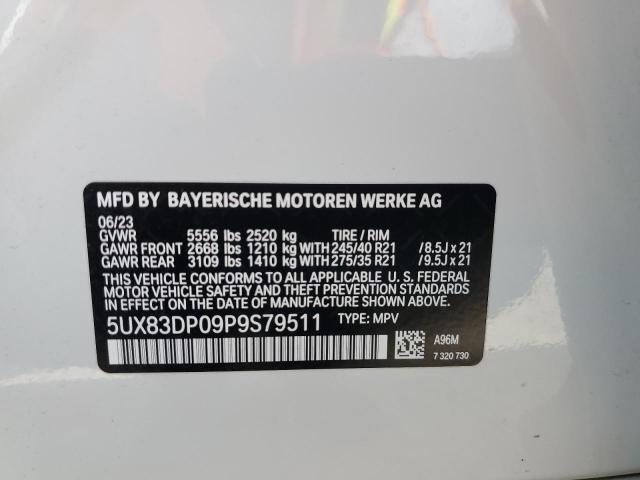 MFD BY BAYERISCHE MOTOREN WERKE AG
06/23
GVWR 5556 lbs 2520 kg TIRE / RIM
GAWR FRONT 2668 lbs 1210 kg WITH 245/40 R21 /8.5J x 21
GAWR REAR 3109 lbs 1410 kg WITH 275/35 R21 /9.5J x 21
THIS VEHICLE CONFORMS TO ALL APPLICABLE U. S. FEDERAL
MOTOR VEHICLE SAFETY AND THEFT PREVENTION STANDARDS
IN EFFECT ON THE DATE OF MANUFACTURE SHOWN ABOVE.
5UX83DP09P9S79511 TYPE: MPV
A96M
7 320 730